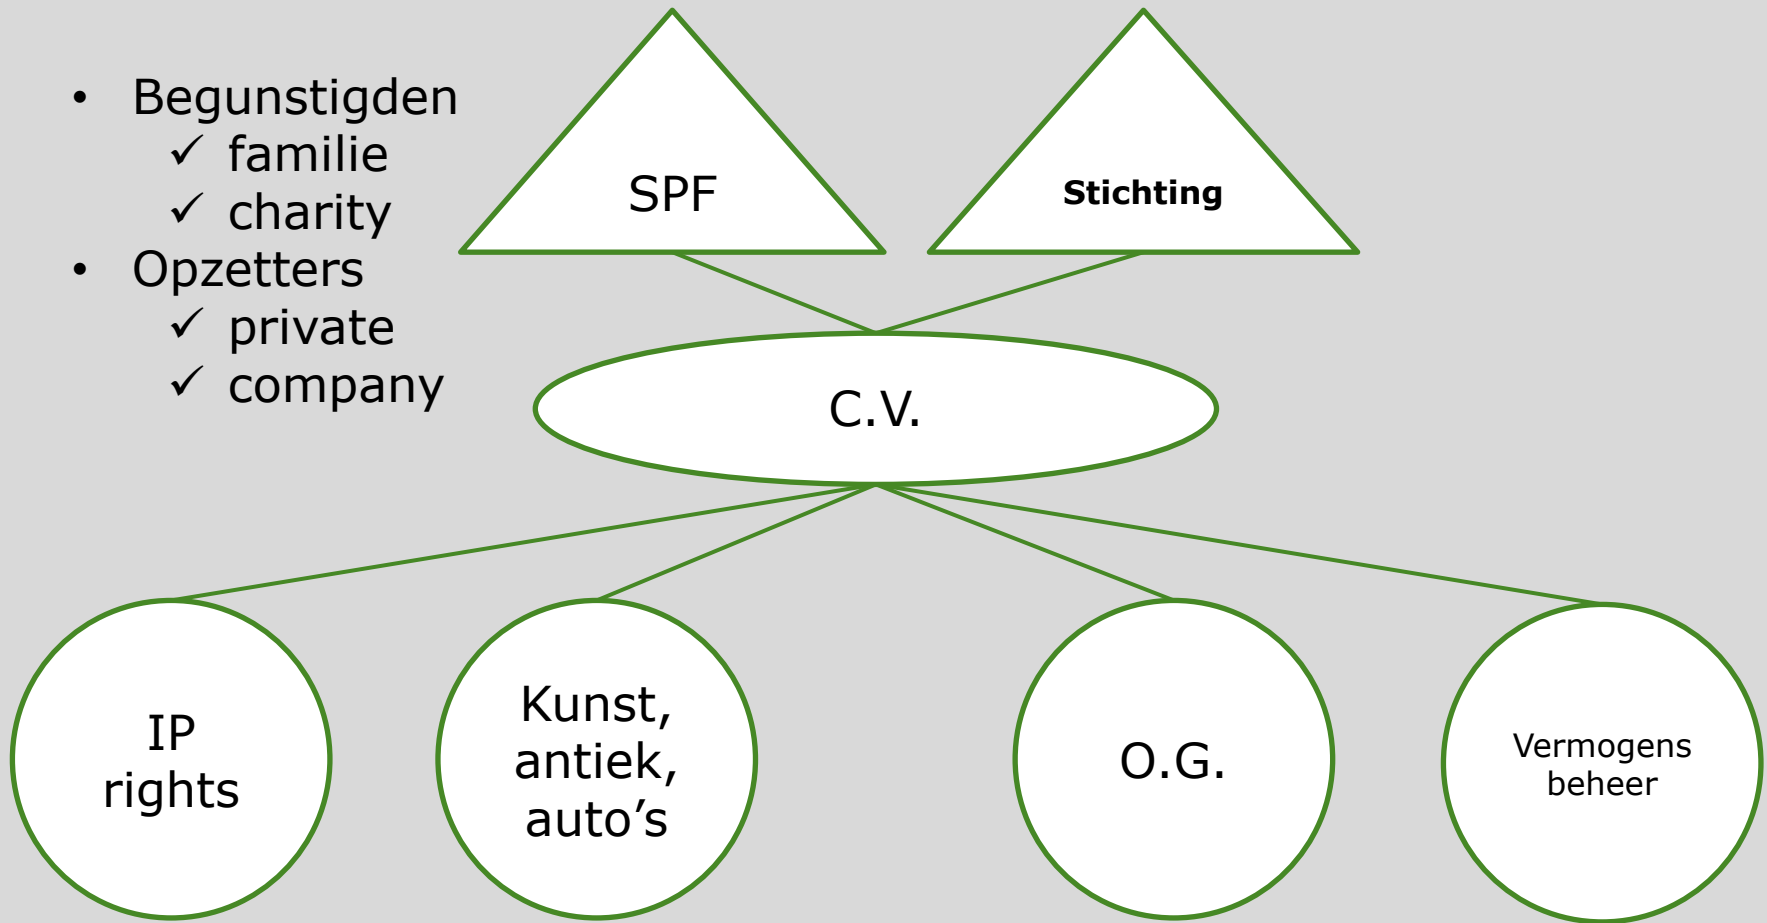 • Begunstigden
✓ familie
✓ charity
• Opzetters
✓ private
✓ company
SPF
Stichting
C.V.
IP
rights
Kunst,
antiek,
auto’s
O.G.
Vermogens
beheer